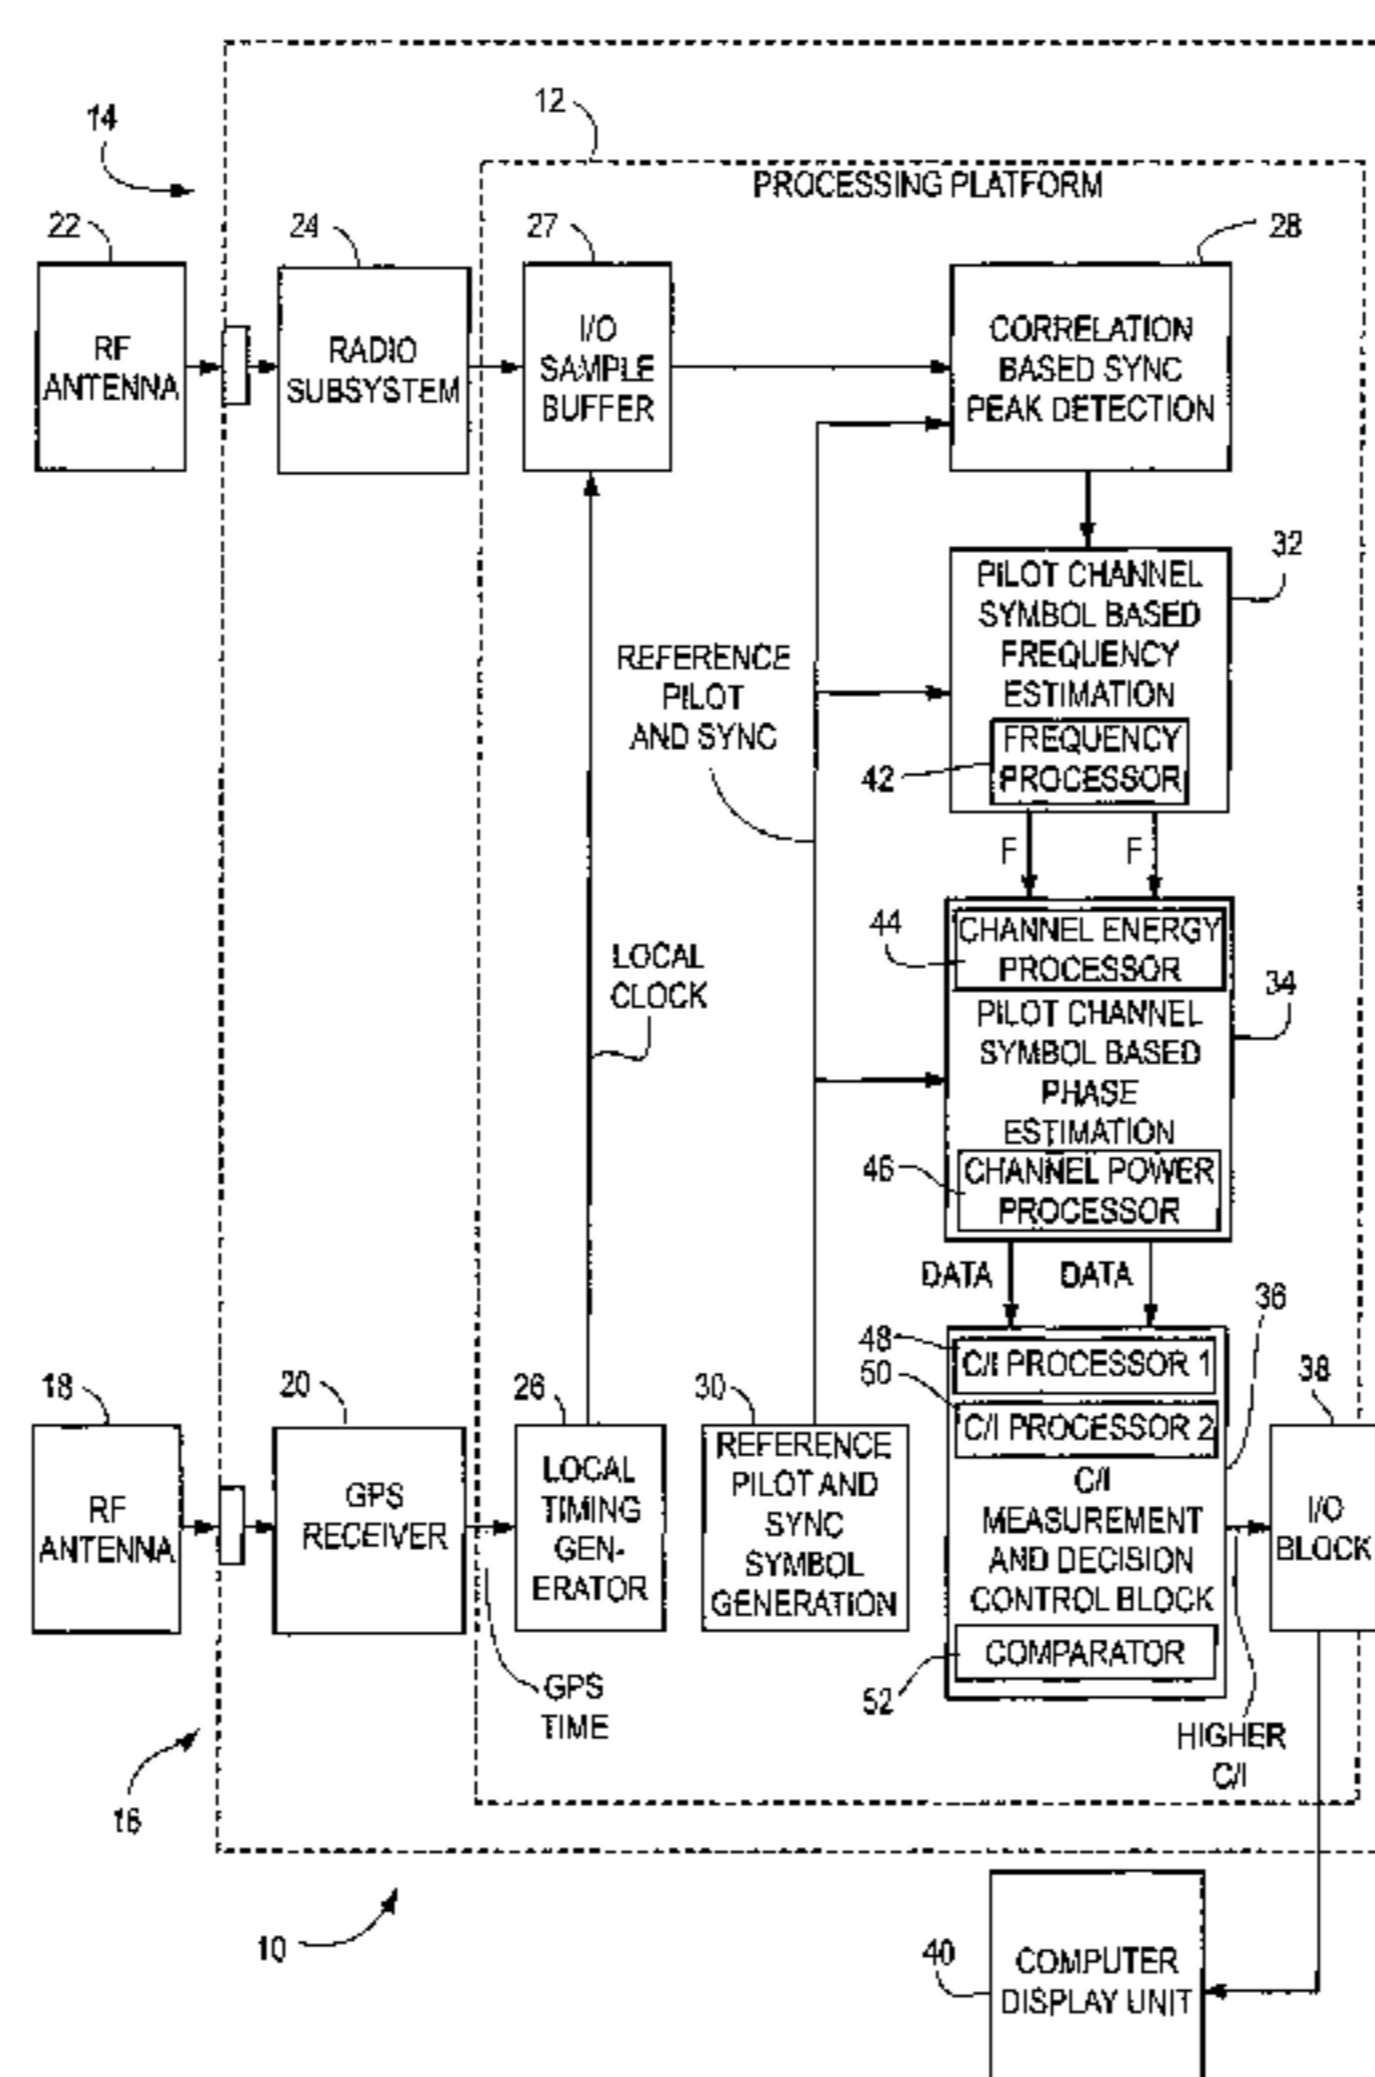 12
14
PROCESSING PLATFORM
22
24
27
28
RF
ANTENNA
RADIO
SUBSYSTEM
I/O
SAMPLE
BUFFER
CORRELATION
BASED SYNC
PEAK DETECTION
32
PILOT CHANNEL
SYMBOL BASED
FREQUENCY
ESTIMATION
REFERENCE
PILOT
AND SYNC
42
FREQUENCY
PROCESSOR
F
F
44
CHANNEL ENERGY
PROCESSOR
34
LOCAL
CLOCK
PILOT CHANNEL
SYMBOL BASED
PHASE
ESTIMATION
46
CHANNEL POWER
PROCESSOR
DATA
DATA
36
48
C/I PROCESSOR 1
50
C/I PROCESSOR 2
38
18
20
26
30
RF
ANTENNA
GPS
RECEIVER
LOCAL
TIMING
GEN-
ERATOR
REFERENCE
PILOT AND
SYNC
SYMBOL
GENERATION
C/I
MEASUREMENT
AND DECISION
CONTROL BLOCK
I/O
BLOCK
52
COMPARATOR
GPS
TIME
HIGHER
C/I
16
10
40
COMPUTER
DISPLAY UNIT